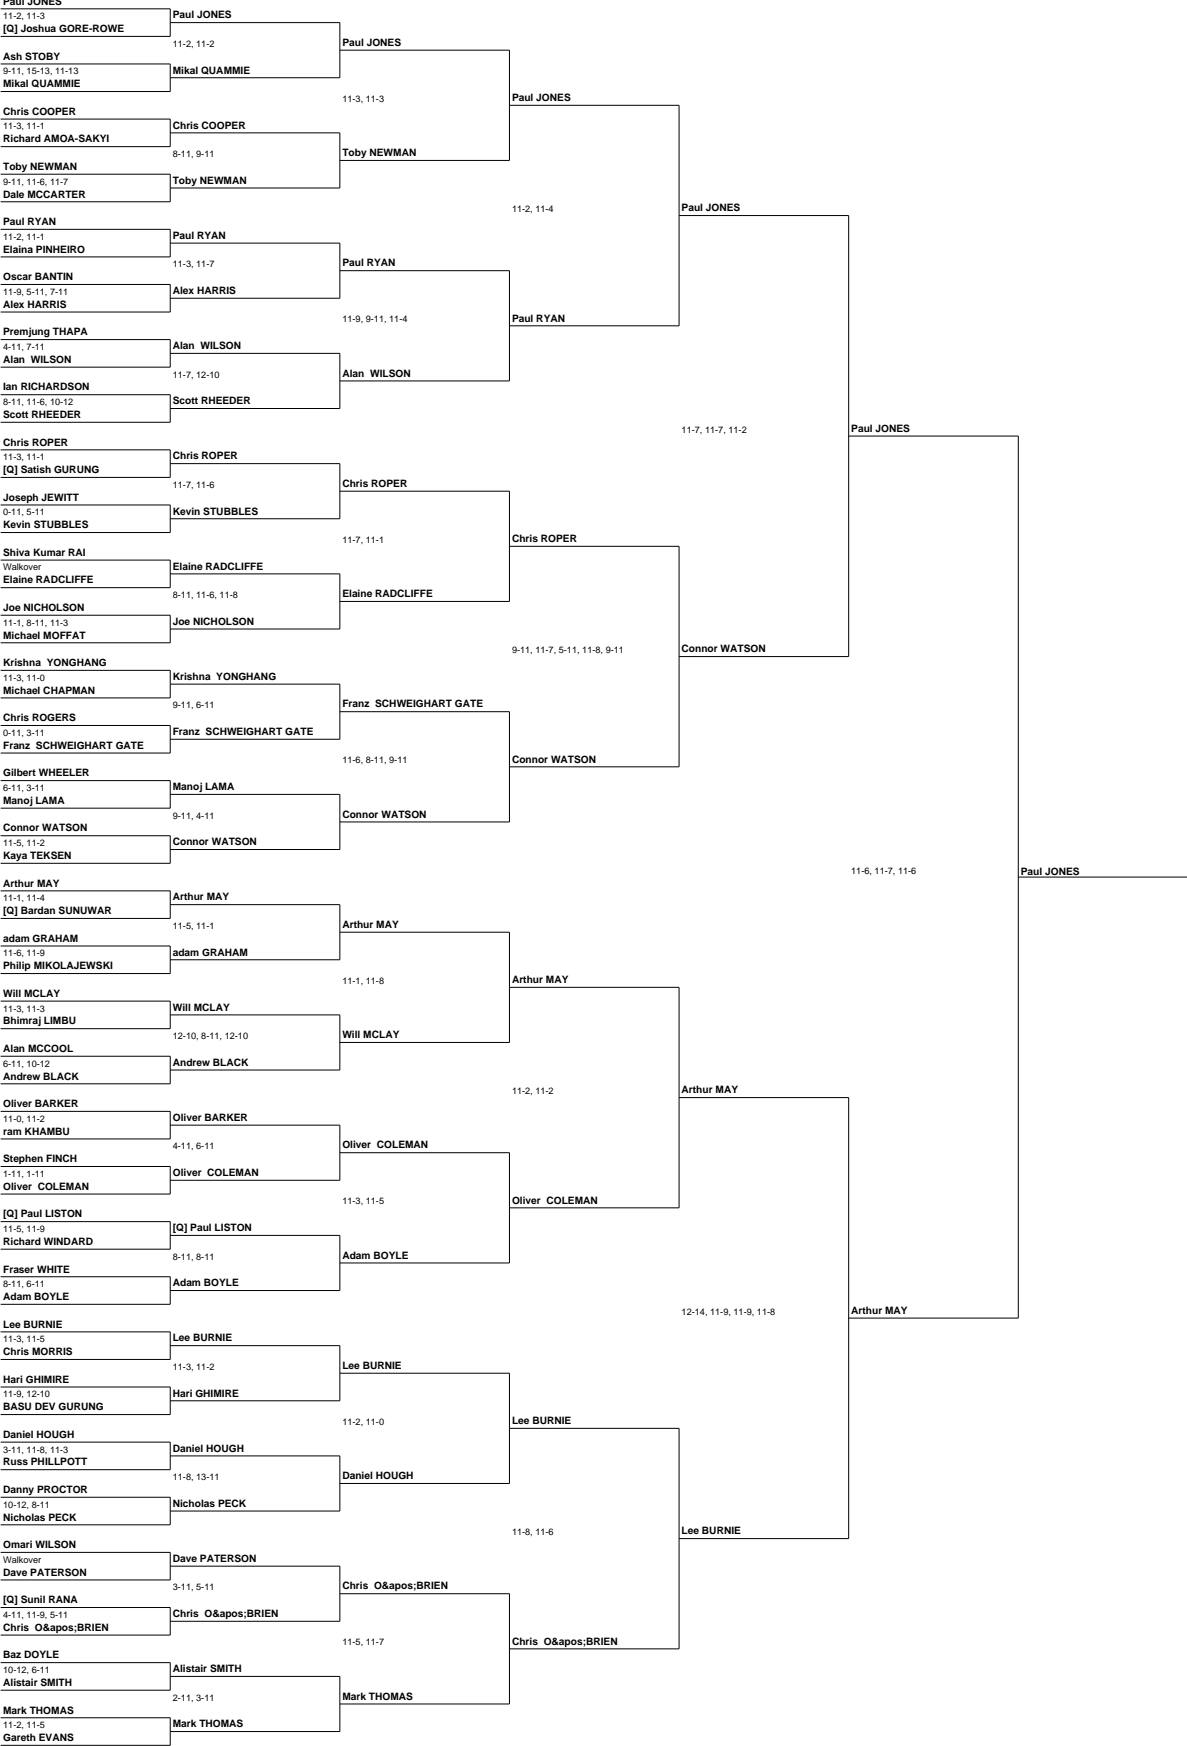 Paul JONES
11-2, 11-3
[Q] Joshua GORE-ROWE
Ash STOBY
9-11, 15-13, 11-13
Mikal QUAMMIE
Chris COOPER
11-3, 11-1
Richard AMOA-SAKYI
Toby NEWMAN
9-11, 11-6, 11-7
Dale MCCARTER
Paul RYAN
11-2, 11-1
Elaina PINHEIRO
Oscar BANTIN
11-9, 5-11, 7-11
Alex HARRIS
Premjung THAPA
4-11, 7-11
Alan  WILSON
Ian RICHARDSON
8-11, 11-6, 10-12
Scott RHEEDER
Chris ROPER
11-3, 11-1
[Q] Satish GURUNG
Joseph JEWITT
0-11, 5-11
Kevin STUBBLES
Shiva Kumar RAI
Walkover
Elaine RADCLIFFE
Joe NICHOLSON
11-1, 8-11, 11-3
Michael MOFFAT
Krishna  YONGHANG
11-3, 11-0
Michael CHAPMAN
Chris ROGERS
0-11, 3-11
Franz  SCHWEIGHART GATE
Gilbert WHEELER
6-11, 3-11
Manoj LAMA
Connor WATSON
11-5, 11-2
Kaya TEKSEN
Arthur MAY
11-1, 11-4
[Q] Bardan SUNUWAR
adam GRAHAM
11-6, 11-9
Philip MIKOLAJEWSKI
Will MCLAY
11-3, 11-3
Bhimraj LIMBU
Alan MCCOOL
6-11, 10-12
Andrew BLACK
Oliver BARKER
11-0, 11-2
ram KHAMBU
Stephen FINCH
1-11, 1-11
Oliver  COLEMAN
[Q] Paul LISTON
11-5, 11-9
Richard WINDARD
Fraser WHITE
8-11, 6-11
Adam BOYLE
Lee BURNIE
11-3, 11-5
Chris MORRIS
Hari GHIMIRE
11-9, 12-10
BASU DEV GURUNG
Daniel HOUGH
3-11, 11-8, 11-3
Russ PHILLPOTT
Danny PROCTOR
10-12, 8-11
Nicholas PECK
Omari WILSON
Walkover
Dave PATERSON
[Q] Sunil RANA
4-11, 11-9, 5-11
Chris  O&apos;BRIEN
Baz DOYLE
10-12, 6-11
Alistair SMITH
Mark THOMAS
11-2, 11-5
Gareth EVANS
Paul JONES
11-2, 11-2
Mikal QUAMMIE
Chris COOPER
8-11, 9-11
Toby NEWMAN
Paul RYAN
11-3, 11-7
Alex HARRIS
Alan  WILSON
11-7, 12-10
Scott RHEEDER
Chris ROPER
11-7, 11-6
Kevin STUBBLES
Elaine RADCLIFFE
8-11, 11-6, 11-8
Joe NICHOLSON
Krishna  YONGHANG
9-11, 6-11
Franz  SCHWEIGHART GATE
Manoj LAMA
9-11, 4-11
Connor WATSON
Arthur MAY
11-5, 11-1
adam GRAHAM
Will MCLAY
12-10, 8-11, 12-10
Andrew BLACK
Oliver BARKER
4-11, 6-11
Oliver  COLEMAN
[Q] Paul LISTON
8-11, 8-11
Adam BOYLE
Lee BURNIE
11-3, 11-2
Hari GHIMIRE
Daniel HOUGH
11-8, 13-11
Nicholas PECK
Dave PATERSON
3-11, 5-11
Chris  O&apos;BRIEN
Alistair SMITH
2-11, 3-11
Mark THOMAS
Paul JONES
11-3, 11-3
Toby NEWMAN
Paul RYAN
11-9, 9-11, 11-4
Alan  WILSON
Chris ROPER
11-7, 11-1
Elaine RADCLIFFE
Franz  SCHWEIGHART GATE
11-6, 8-11, 9-11
Connor WATSON
Arthur MAY
11-1, 11-8
Will MCLAY
Oliver  COLEMAN
11-3, 11-5
Adam BOYLE
Lee BURNIE
11-2, 11-0
Daniel HOUGH
Chris  O&apos;BRIEN
11-5, 11-7
Mark THOMAS
Paul JONES
11-2, 11-4
Paul RYAN
Chris ROPER
9-11, 11-7, 5-11, 11-8, 9-11
Connor WATSON
Arthur MAY
11-2, 11-2
Oliver  COLEMAN
Lee BURNIE
11-8, 11-6
Chris  O&apos;BRIEN
Paul JONES
11-7, 11-7, 11-2
Connor WATSON
Arthur MAY
12-14, 11-9, 11-9, 11-8
Lee BURNIE
Paul JONES
11-6, 11-7, 11-6
Arthur MAY
Paul JONES